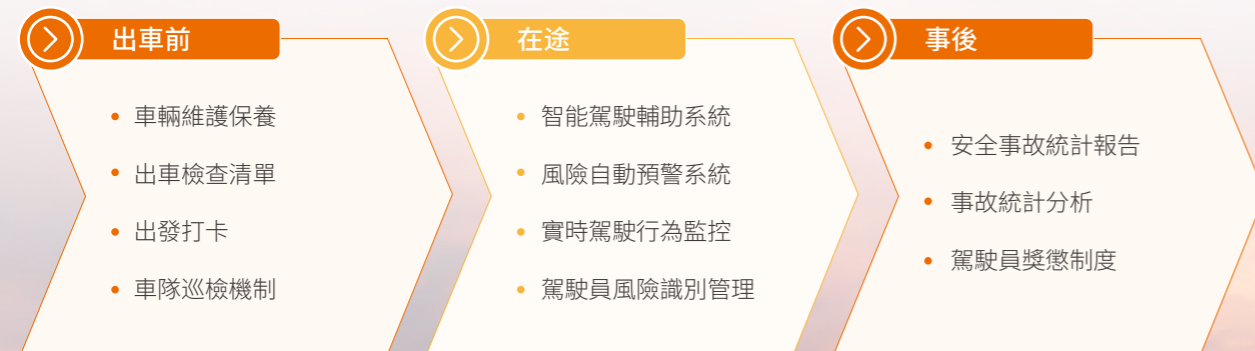 出車前
車輛維護保養
出車檢查清單
出發打卡
車隊巡檢機制
在途
智能駕駛輔助系統
風險自動預警系統
實時駕駛行為監控
駕駛員風險識別管理
事後
安全事故統計報告
事故統計分析
駕駛員獎懲制度